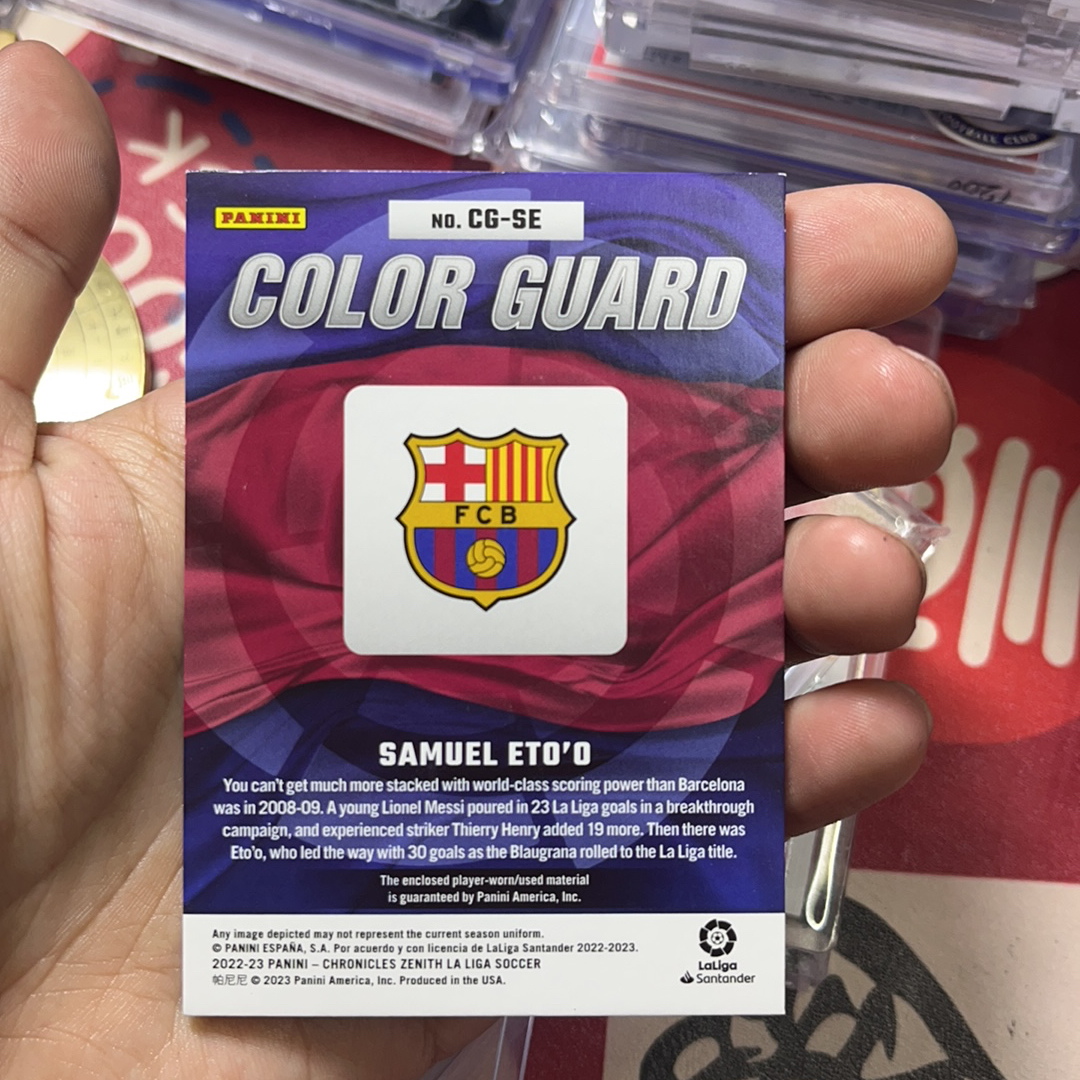 PANINI
NO. CG-SE
COLOR GUARD
FCB
SAMUEL ETO'O
You can't get much more stacked with world-class scoring power than Barcelona
was in 2008-09. A young Lionel Messi poured in 23 La Liga goals in a breakthrough
campaign, and experienced striker Thierry Henry added 19 more. Then there was
Eto'o, who led the way with 30 goals as the Blaugrana rolled to the La Liga title.
The enclosed player-worn/used material
is guaranteed by Panini America, Inc.
Any image depicted may not represent the current season uniform.
© PANINI ESPAÑA, S.A. Por acuerdo y con licencia de LaLiga Santander 2022-2023.
2022-23 PANINI – CHRONICLES ZENITH LA LIGA SOCCER
帕尼尼 © 2023 Panini America, Inc. Produced in the USA.
LaLiga
Santander
FOOTBALL CLUB